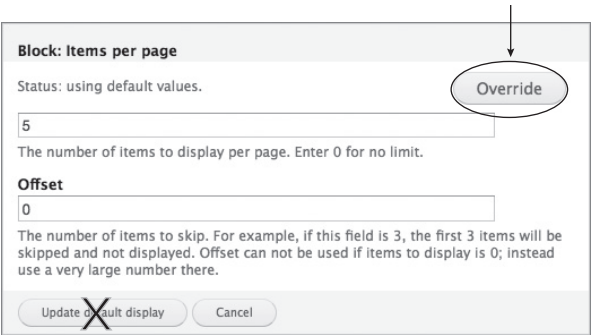 Block: Items per page
Status: using default values.
Override
5
The number of items to display per page. Enter 0 for no limit.
Offset
0
The number of items to skip. For example, if this field is 3, the first 3 items will be
skipped and not displayed. Offset can not be used if items to display is 0; instead
use a very large number there.
Update default display
Cancel